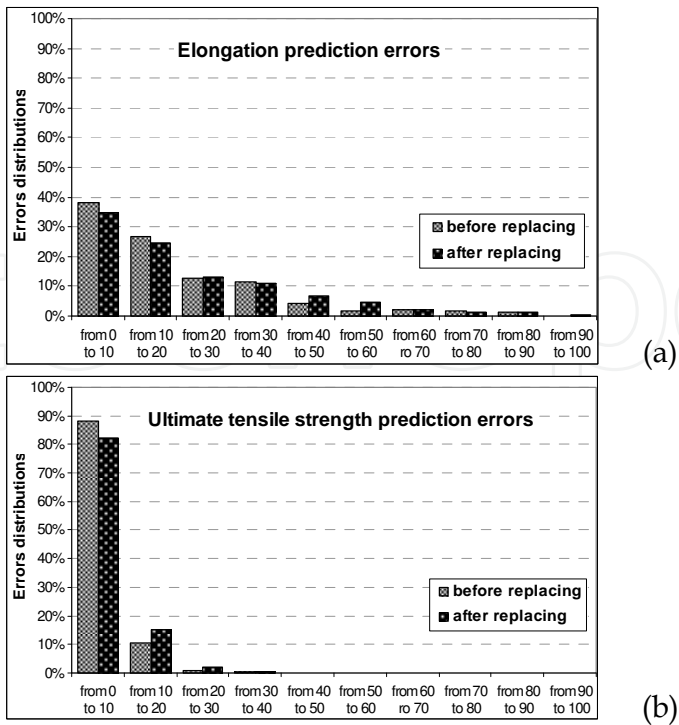 100%
90%
80%
70%
60%
50%
40%
30%
20%
10%
0%
Errors distributions
Elongation prediction errors
before replacing
after replacing
from 0 to 10
from 10 to 20
from 20 to 30
from 30 to 40
from 40 to 50
from 50 to 60
from 60 ro 70
from 70 to 80
from 80 to 90
from 90 to 100
(a)
100%
90%
80%
70%
60%
50%
40%
30%
20%
10%
0%
Errors distributions
Ultimate tensile strength prediction errors
before replacing
after replacing
from 0 to 10
from 10 to 20
from 20 to 30
from 30 to 40
from 40 to 50
from 50 to 60
from 60 ro 70
from 70 to 80
from 80 to 90
from 90 to 100
(b)